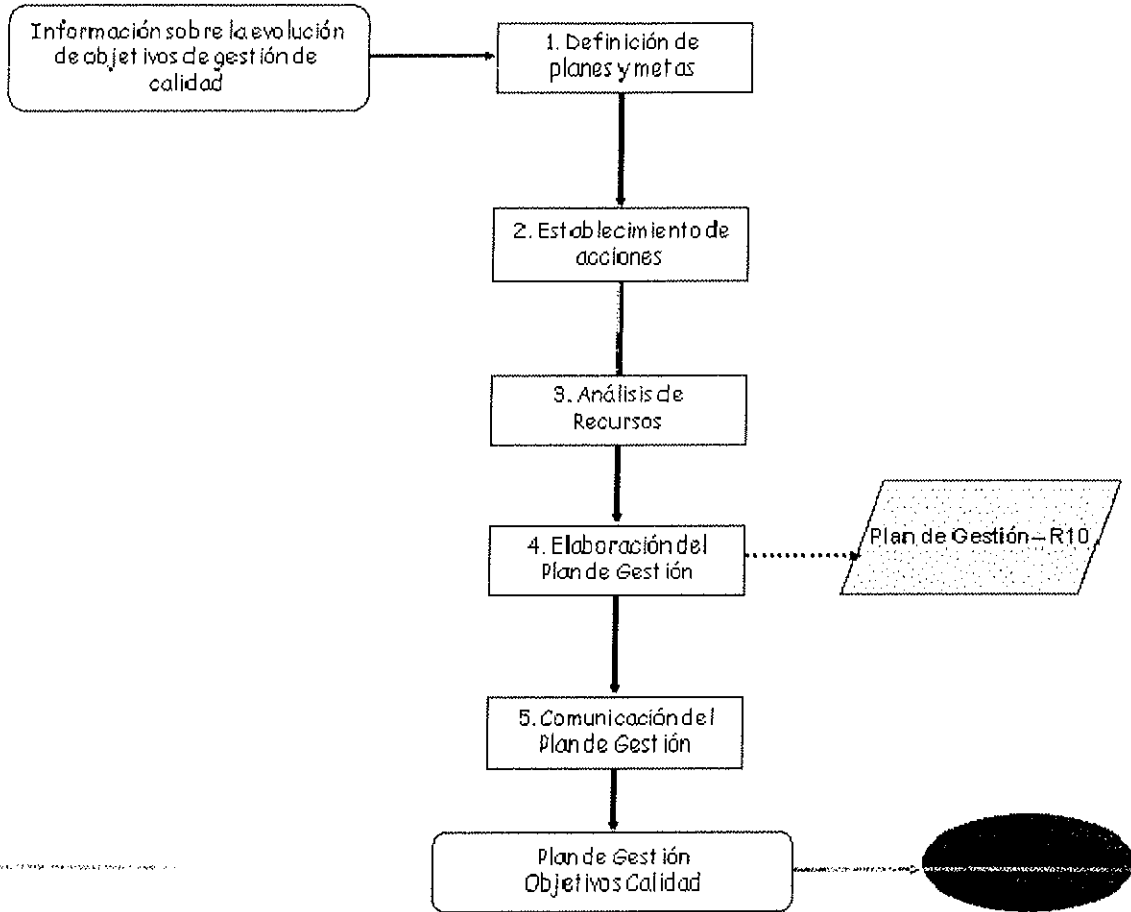 Información sobre la evolución
de objetivos de gestión de
calidad
1. Definición de
planes y metas
2. Establecimiento de
acciones
3. Análisis de
Recursos
4. Elaboración del
Plan de Gestión
Plan de Gestión – R10
5. Comunicación del
Plan de Gestión
Plan de Gestión
Objetivos Calidad